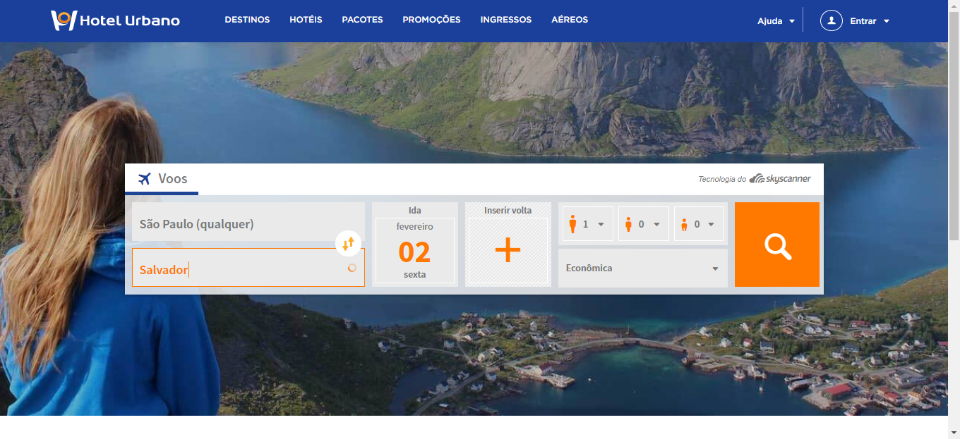 Hotel Urbano
DESTINOS HOTÉIS PACOTES PROMOÇÕES INGRESSOS AÉREOS
Ajuda
Entrar
Voos
Tecnologia do skyscanner
São Paulo (qualquer)
Salvador
Ida
fevereiro
02
sexta
Inserir volta
+
1 0 0
Econômica